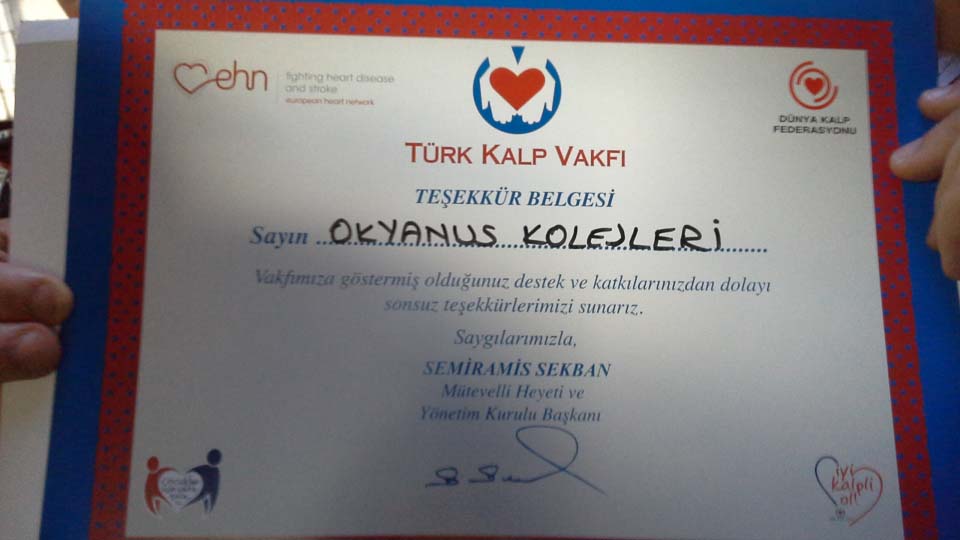 ehn
fighting heart disease
and stroke
european heart network
DÜNYA KALP
FEDERASYONU
TÜRK KALP VAKFI
TEŞEKKÜR BELGESİ
Sayın OKYANUS KOLEJLERİ
Vakfımıza göstermiş olduğunuz destek ve katkılarınızdan dolayı
sonsuz teşekkürlerimizi sunarız.
Saygılarımızla,
SEMİRAMİS SEKBAN
Mütevelli Heyeti ve
Yönetim Kurulu Başkanı
iyi
kalpli
ol!